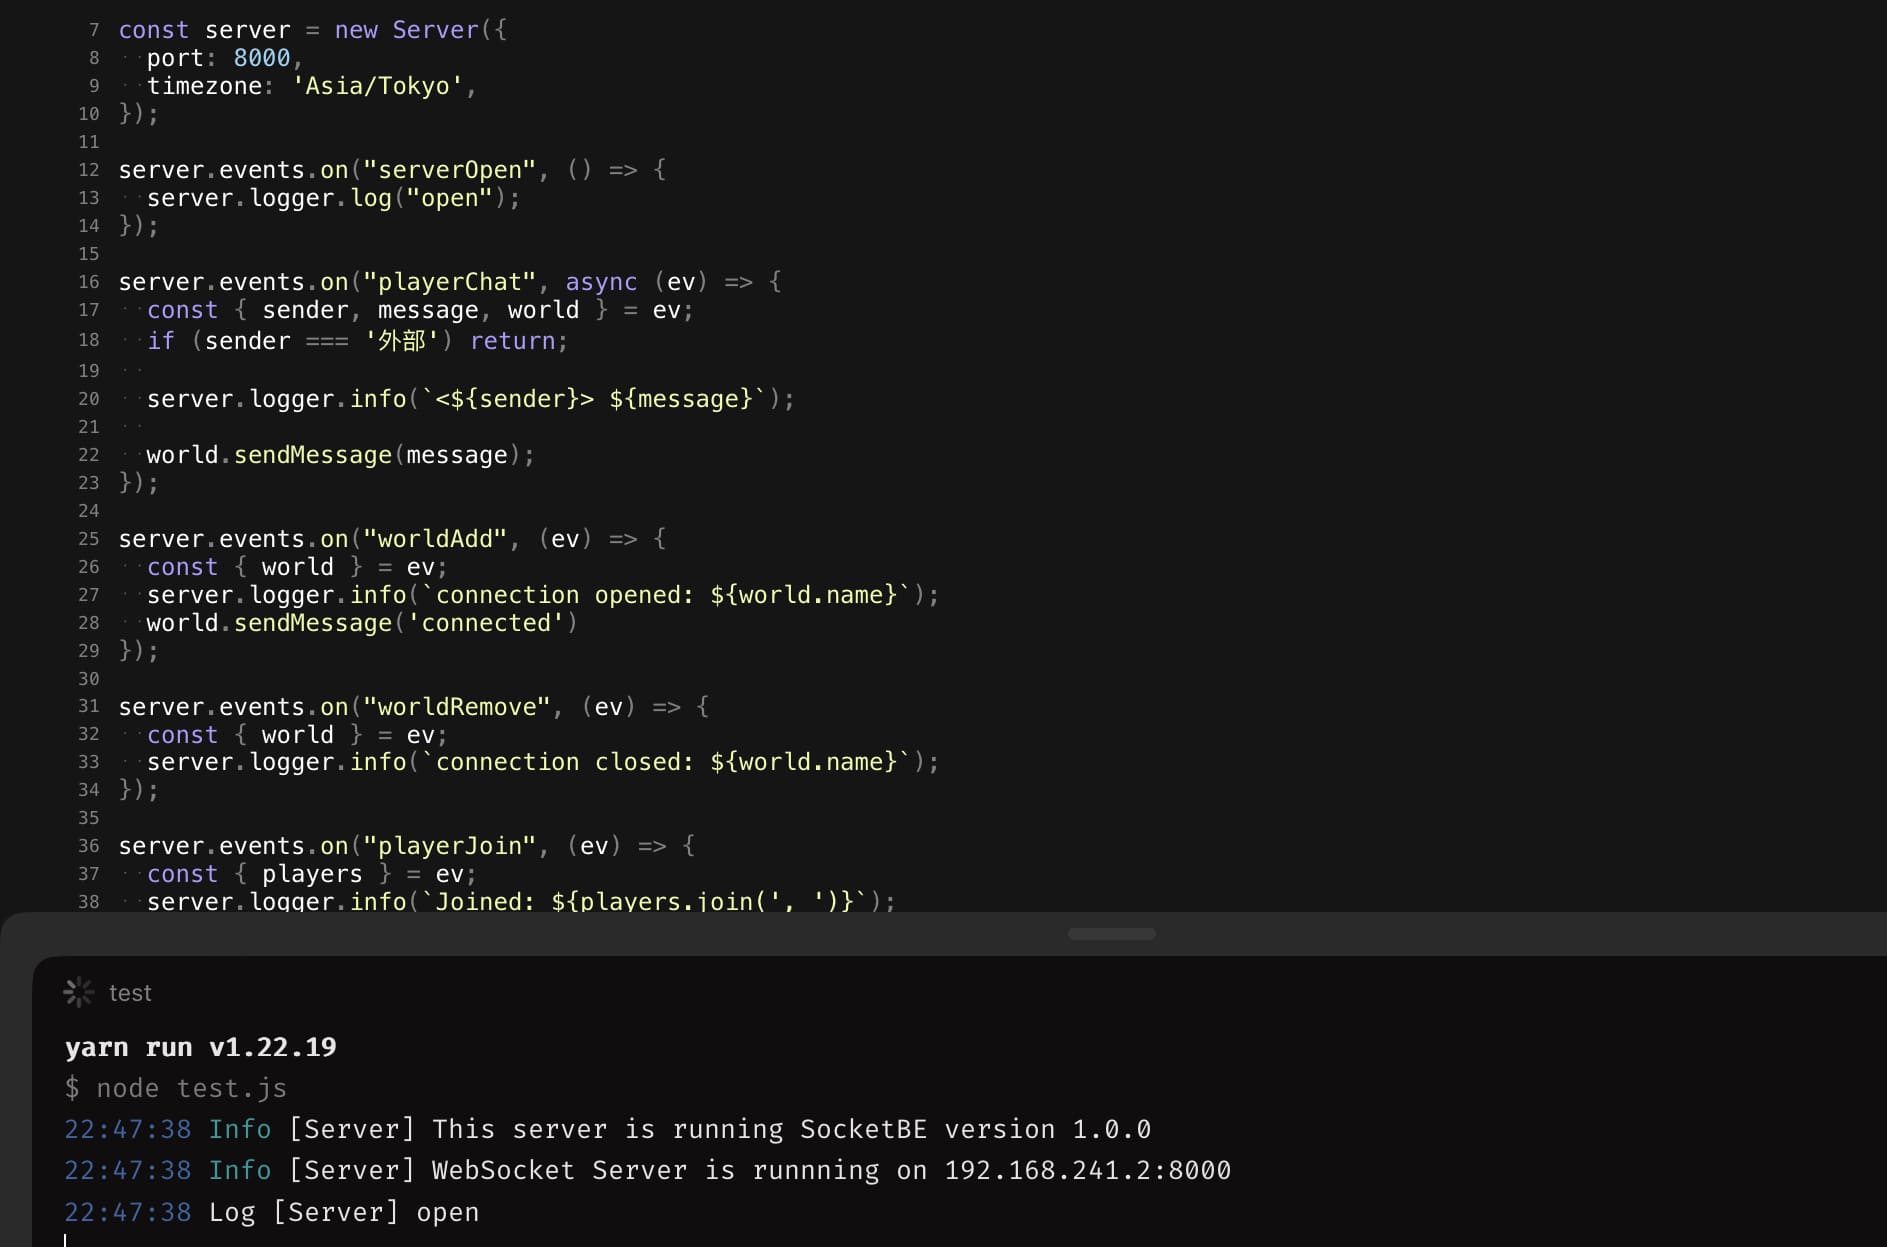 7 const server = new Server({
8   port: 8000,
9   timezone: 'Asia/Tokyo',
10 });
11
12 server.events.on("serverOpen", () => {
13   server.logger.log("open");
14 });
15
16 server.events.on("playerChat", async (ev) => {
17   const { sender, message, world } = ev;
18   if (sender === '外部') return;
19
20   server.logger.info(`<${sender}> ${message}`);
21
22   world.sendMessage(message);
23 });
24
25 server.events.on("worldAdd", (ev) => {
26   const { world } = ev;
27   server.logger.info(`connection opened: ${world.name}`);
28   world.sendMessage('connected')
29 });
30
31 server.events.on("worldRemove", (ev) => {
32   const { world } = ev;
33   server.logger.info(`connection closed: ${world.name}`);
34 });
35
36 server.events.on("playerJoin", (ev) => {
37   const { players } = ev;
38   server.logger.info(`Joined: ${players.join(', ')}`);
test
yarn run v1.22.19
$ node test.js
22:47:38 Info [Server] This server is running SocketBE version 1.0.0
22:47:38 Info [Server] WebSocket Server is runnning on 192.168.241.2:8000
22:47:38 Log [Server] open